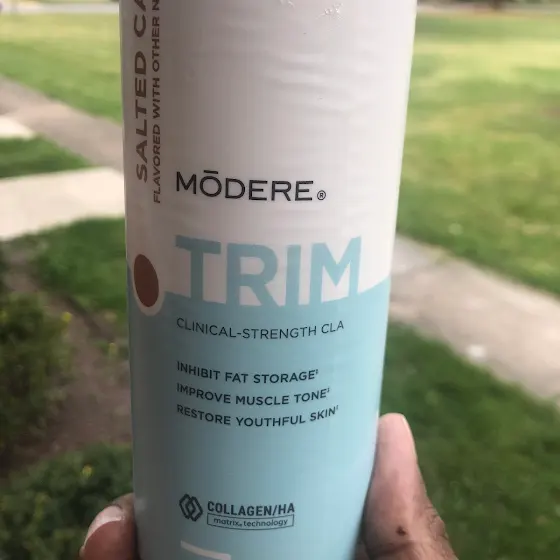 SALTED CA
FLAVORED WITH OTHER N
MŌDERE®
TRIM
CLINICAL-STRENGTH CLA
INHIBIT FAT STORAGE‡
IMPROVE MUSCLE TONE‡
RESTORE YOUTHFUL SKIN‡
COLLAGEN/HA
matrix® technology